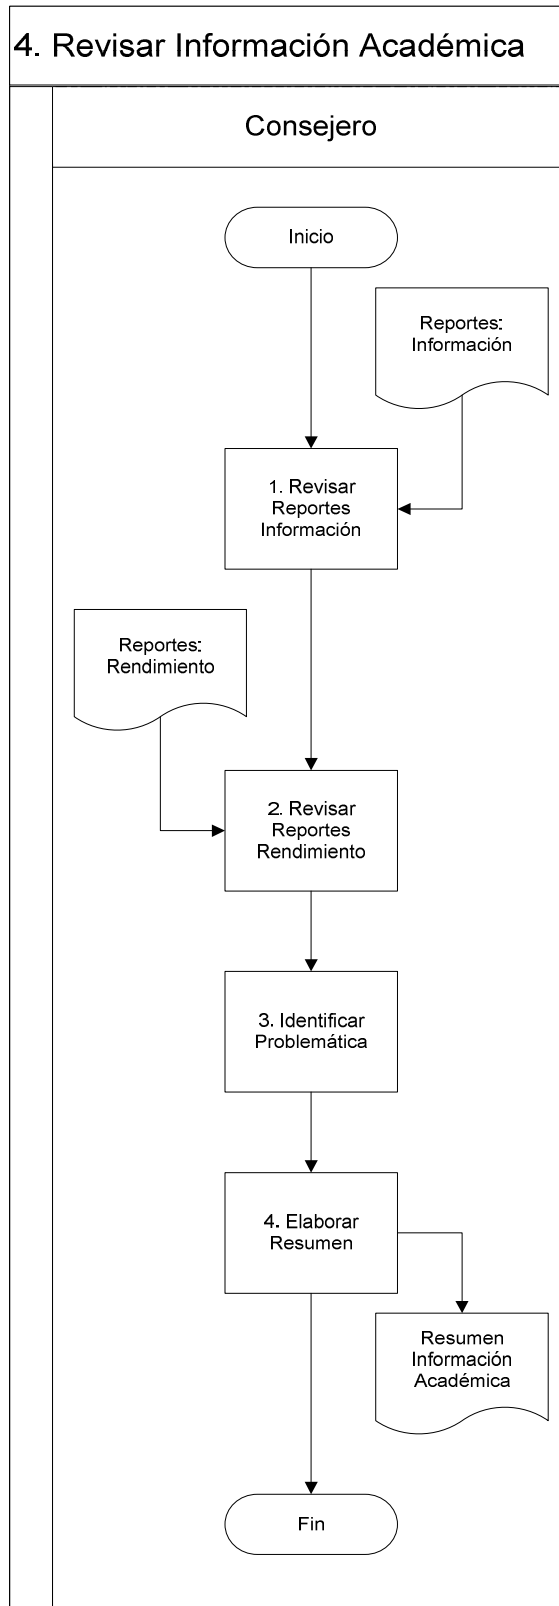 4. Revisar Información Académica
Consejero
Inicio
Reportes:
Información
1. Revisar
Reportes
Información
Reportes:
Rendimiento
2. Revisar
Reportes
Rendimiento
3. Identificar
Problemática
4. Elaborar
Resumen
Resumen
Información
Académica
Fin